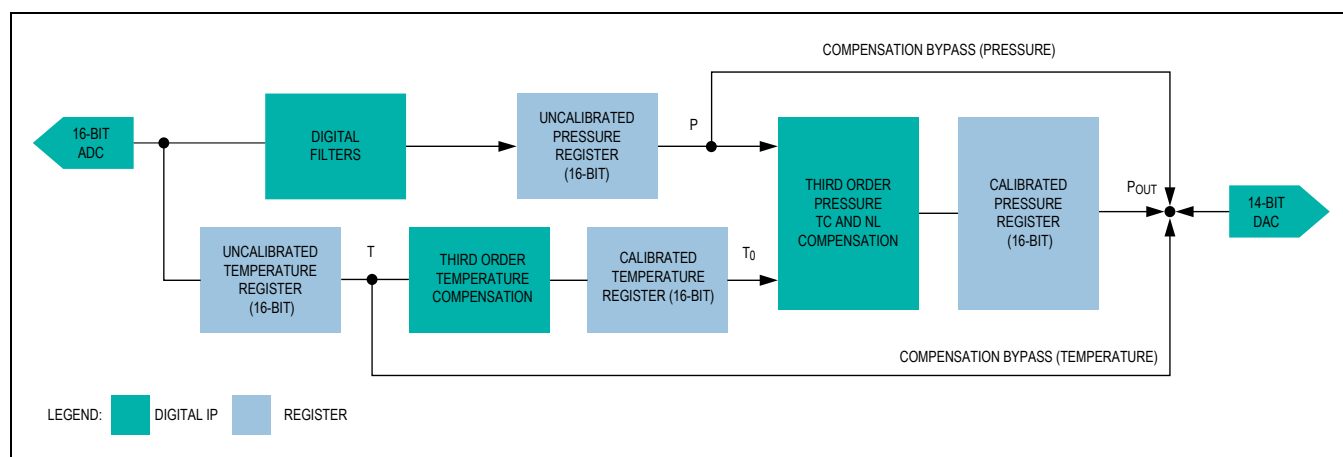 COMPENSATION BYPASS (PRESSURE)
16-BIT
ADC
DIGITAL
FILTERS
UNCALIBRATED
PRESSURE
REGISTER
(16-BIT)
P
THIRD ORDER
PRESSURE
TC AND NL
COMPENSATION
CALIBRATED
PRESSURE
REGISTER
(16-BIT)
POUT
14-BIT
DAC
UNCALIBRATED
TEMPERATURE
REGISTER
(16-BIT)
T
THIRD ORDER
TEMPERATURE
COMPENSATION
CALIBRATED
TEMPERATURE
REGISTER (16-BIT)
T0
COMPENSATION BYPASS (TEMPERATURE)
LEGEND:
DIGITAL IP
REGISTER